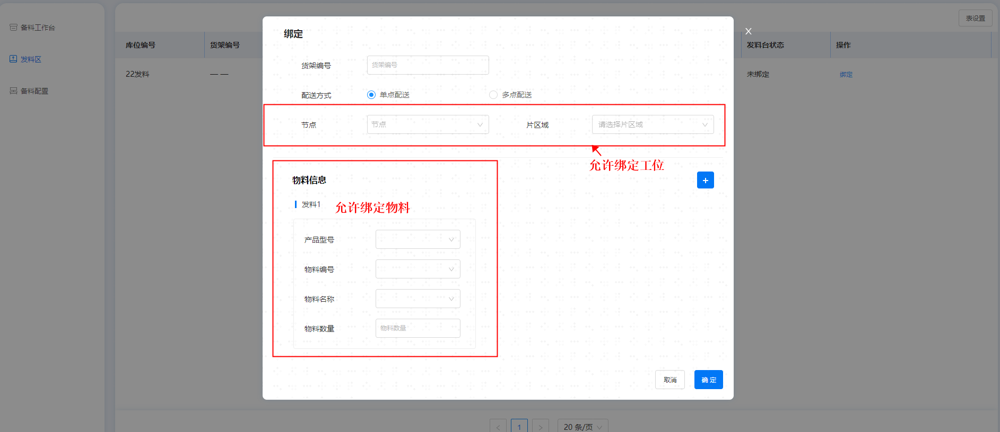 备料工作台
发料区
备料配置
表设置
库位编号 货架编号 发料台状态 操作
22发料 — — 未绑定 绑定
绑定
X
货架编号 货架编号
配送方式 单点配送 多点配送
节点 节点 片区域 请选择片区域
允许绑定工位
物料信息 +
发料1 允许绑定物料
产品型号
物料编号
物料名称
物料数量 物料数量
取消 确 定
< 1 > 20 条/页